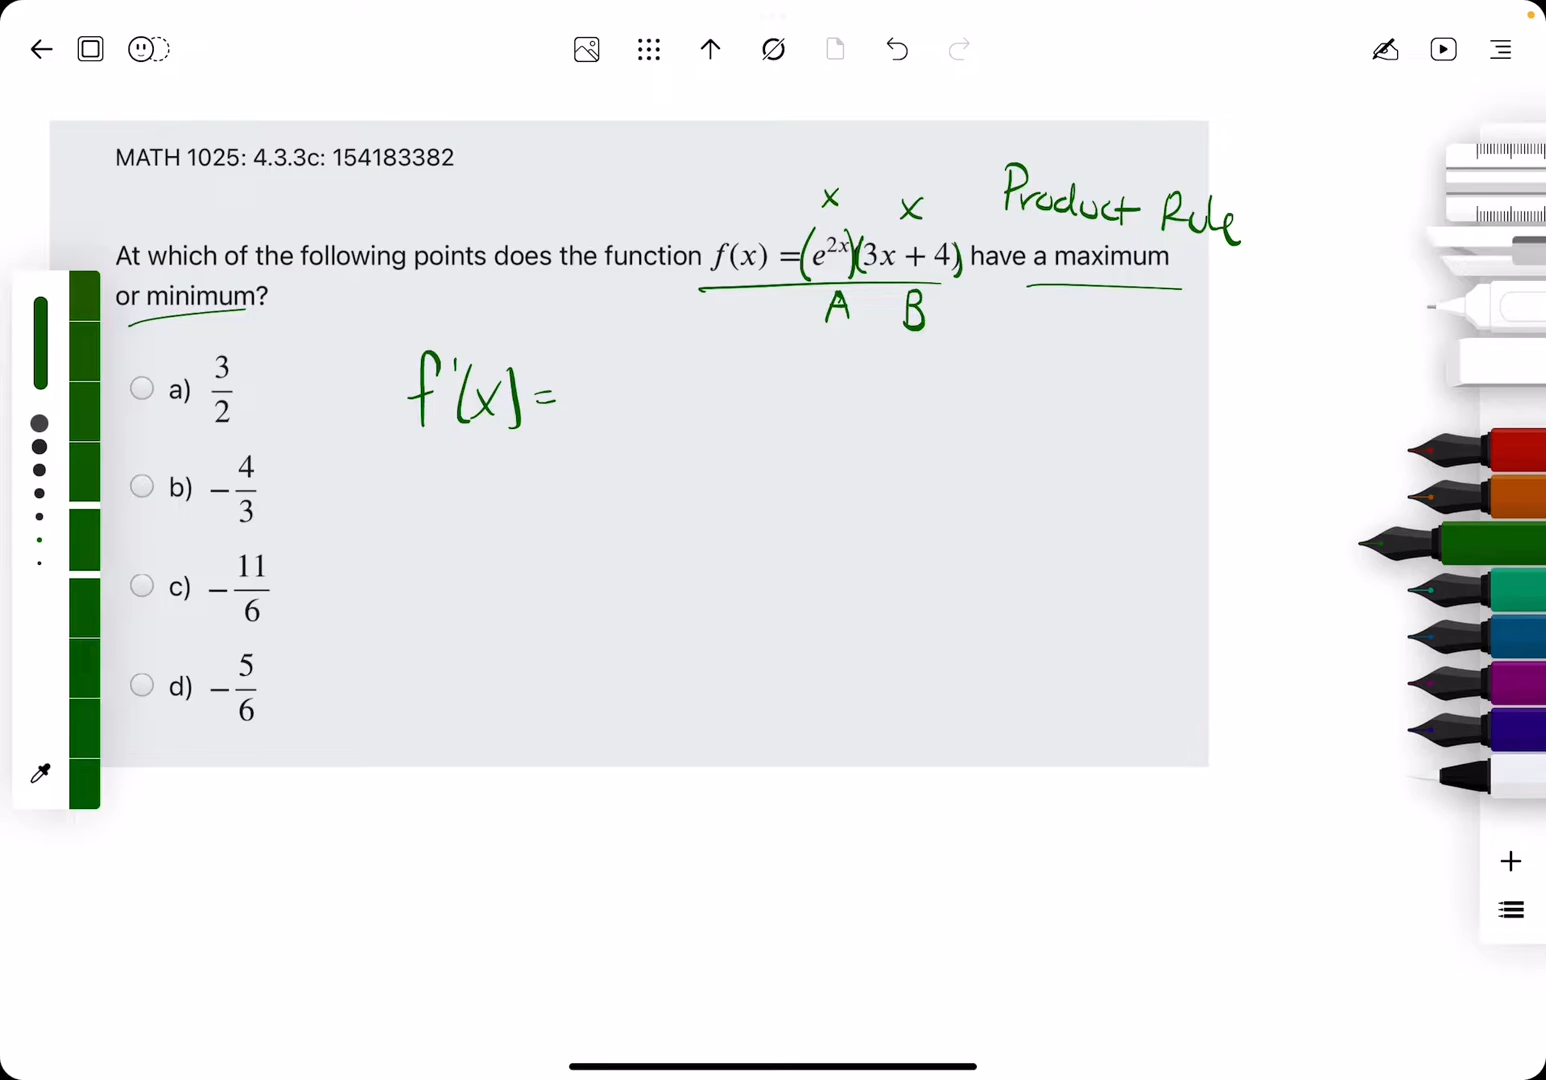 MATH 1025: 4.3.3c: 154183382
x x Product Rule
At which of the following points does the function f(x) = (e^{2x})(3x + 4) have a maximum
or minimum?
A B
f'(x) =
a) 3/2
b) -4/3
c) -11/6
d) -5/6